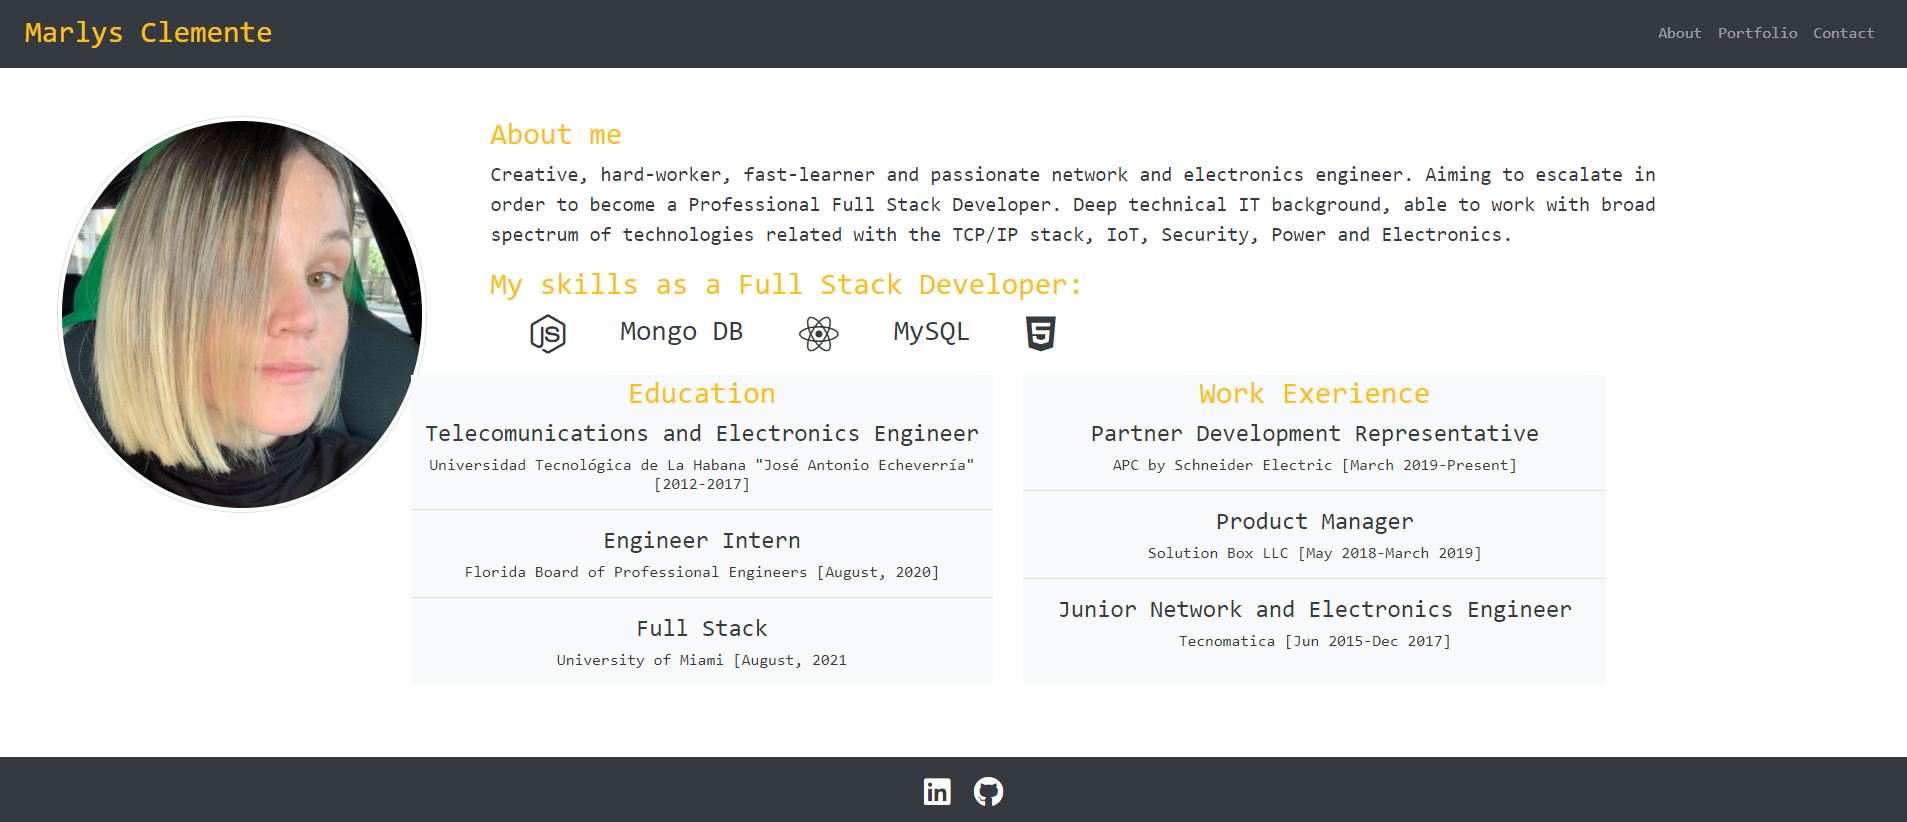 Marlys Clemente
About Portfolio Contact
About me
Creative, hard-worker, fast-learner and passionate network and electronics engineer. Aiming to escalate in
order to become a Professional Full Stack Developer. Deep technical IT background, able to work with broad
spectrum of technologies related with the TCP/IP stack, IoT, Security, Power and Electronics.
My skills as a Full Stack Developer:
JS Mongo DB MySQL 5
Education
Telecomunications and Electronics Engineer
Universidad Tecnológica de La Habana "José Antonio Echeverría"
[2012-2017]
Engineer Intern
Florida Board of Professional Engineers [August, 2020]
Full Stack
University of Miami [August, 2021
Work Exerience
Partner Development Representative
APC by Schneider Electric [March 2019-Present]
Product Manager
Solution Box LLC [May 2018-March 2019]
Junior Network and Electronics Engineer
Tecnomatica [Jun 2015-Dec 2017]
in